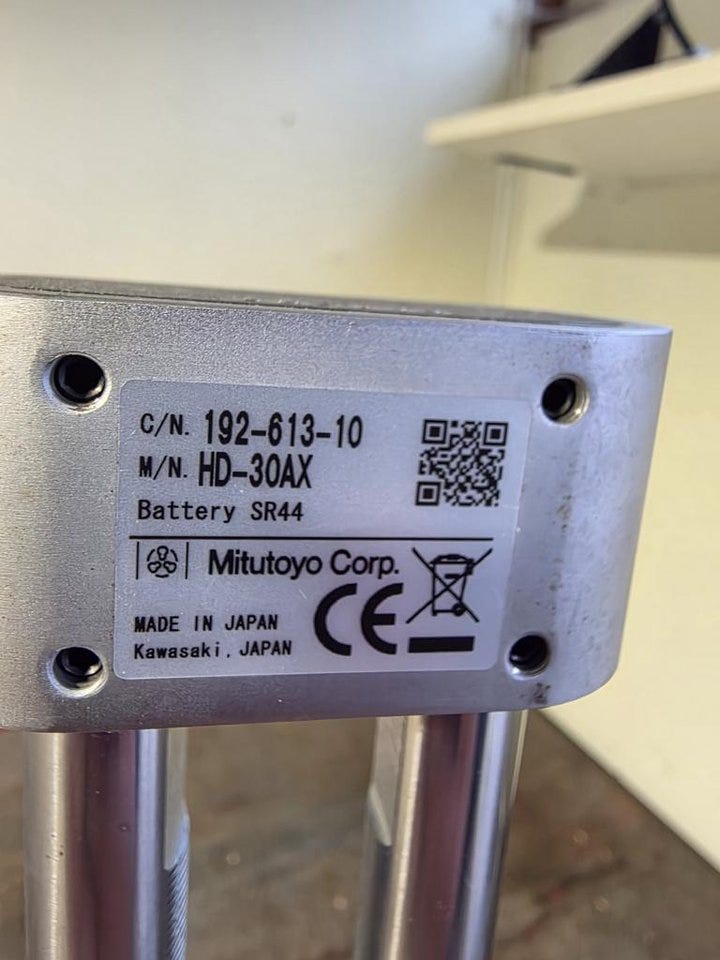 C/N. 192-613-10
M/N. HD-30AX
Battery SR44
Mitutoyo Corp.
MADE IN JAPAN
Kawasaki, JAPAN
CE